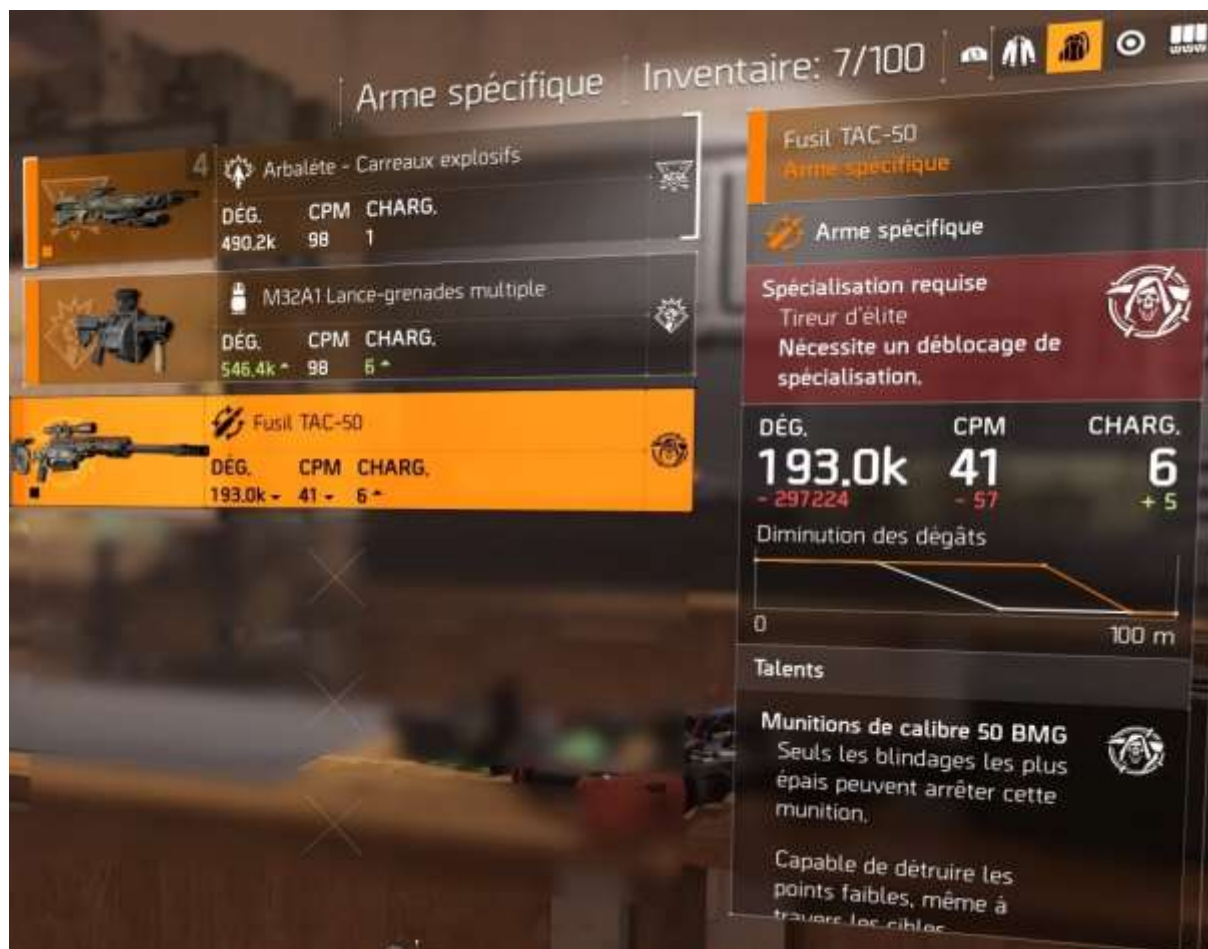 Arme spécifique Inventaire: 7/100
4
Arbalète - Carreaux explosifs
DÉG. CPM CHARG.
490.2k 98 1
M32A1 Lance-grenades multiple
DÉG. CPM CHARG.
546.4k 98 6
Fusil TAC-50
DÉG. CPM CHARG.
193.0k 41 6
Fusil TAC-50
Arme spécifique
Arme spécifique
Spécialisation requise
Tireur d'élite
Nécessite un déblocage de
spécialisation.
DÉG. CPM CHARG.
193.0k 41 6
- 297224 - 57 + 5
Diminution des dégâts
0 100 m
Talents
Munitions de calibre 50 BMG
Seuls les blindages les plus
épais peuvent arrêter cette
munition.
Capable de détruire les
points faibles, même à
travers les cibles